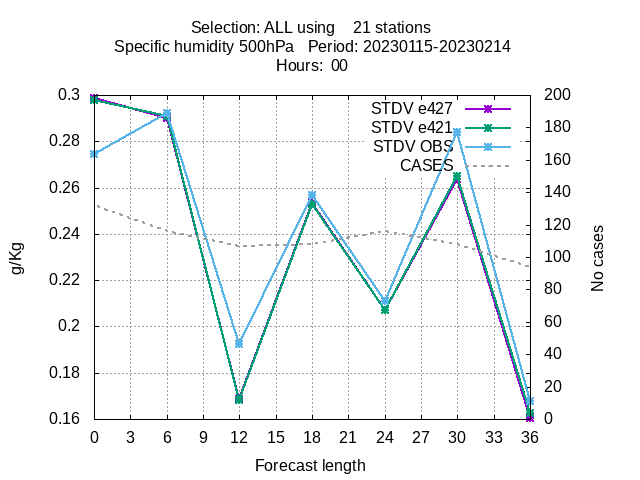 Selection: ALL using    21 stations
Specific humidity 500hPa   Period: 20230115-20230214
Hours:  00
STDV e427
STDV e421
STDV OBS
CASES
0.3
0.28
0.26
0.24
0.22
0.2
0.18
0.16
200
180
160
140
120
100
80
60
40
20
0
g/Kg
No cases
0 3 6 9 12 15 18 21 24 27 30 33 36
Forecast length